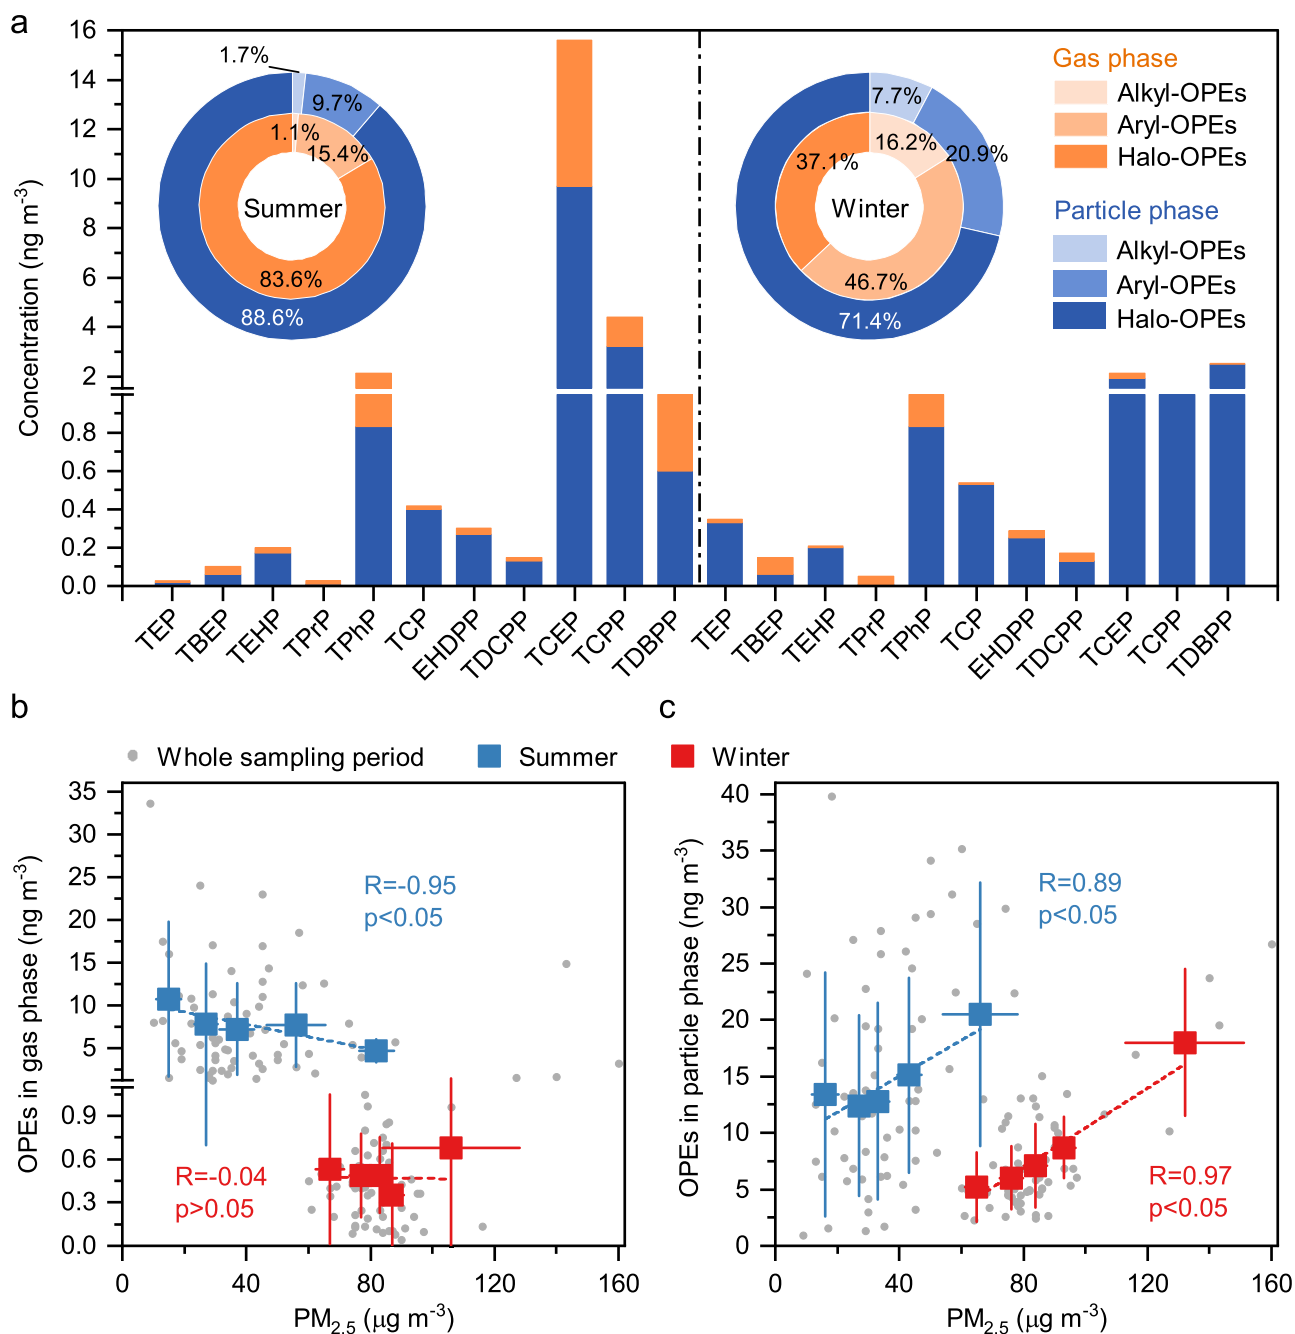 a
Concentration (ng m-3)
16
14
12
10
8
6
4
2
0.8
0.6
0.4
0.2
0.0
1.7%
9.7%
1.1%
15.4%
Summer
83.6%
88.6%
7.7%
16.2%
20.9%
37.1%
Winter
46.7%
71.4%
Gas phase
Alkyl-OPEs
Aryl-OPEs
Halo-OPEs
Particle phase
Alkyl-OPEs
Aryl-OPEs
Halo-OPEs
TEP
TBEP
TEHP
TPrP
TPhP
TCP
EHDPP
TDCPP
TCEP
TCPP
TDBPP
TEP
TBEP
TEHP
TPrP
TPhP
TCP
EHDPP
TDCPP
TCEP
TCPP
TDBPP
b
c
Whole sampling period
Summer
Winter
OPEs in gas phase (ng m-3)
35
30
25
20
15
10
5
0.9
0.6
0.3
0.0
R=-0.95
p<0.05
R=-0.04
p>0.05
0
40
80
120
160
PM2.5 (μg m-3)
OPEs in particle phase (ng m-3)
40
35
30
25
20
15
10
5
0
R=0.89
p<0.05
R=0.97
p<0.05
0
40
80
120
160
PM2.5 (μg m-3)